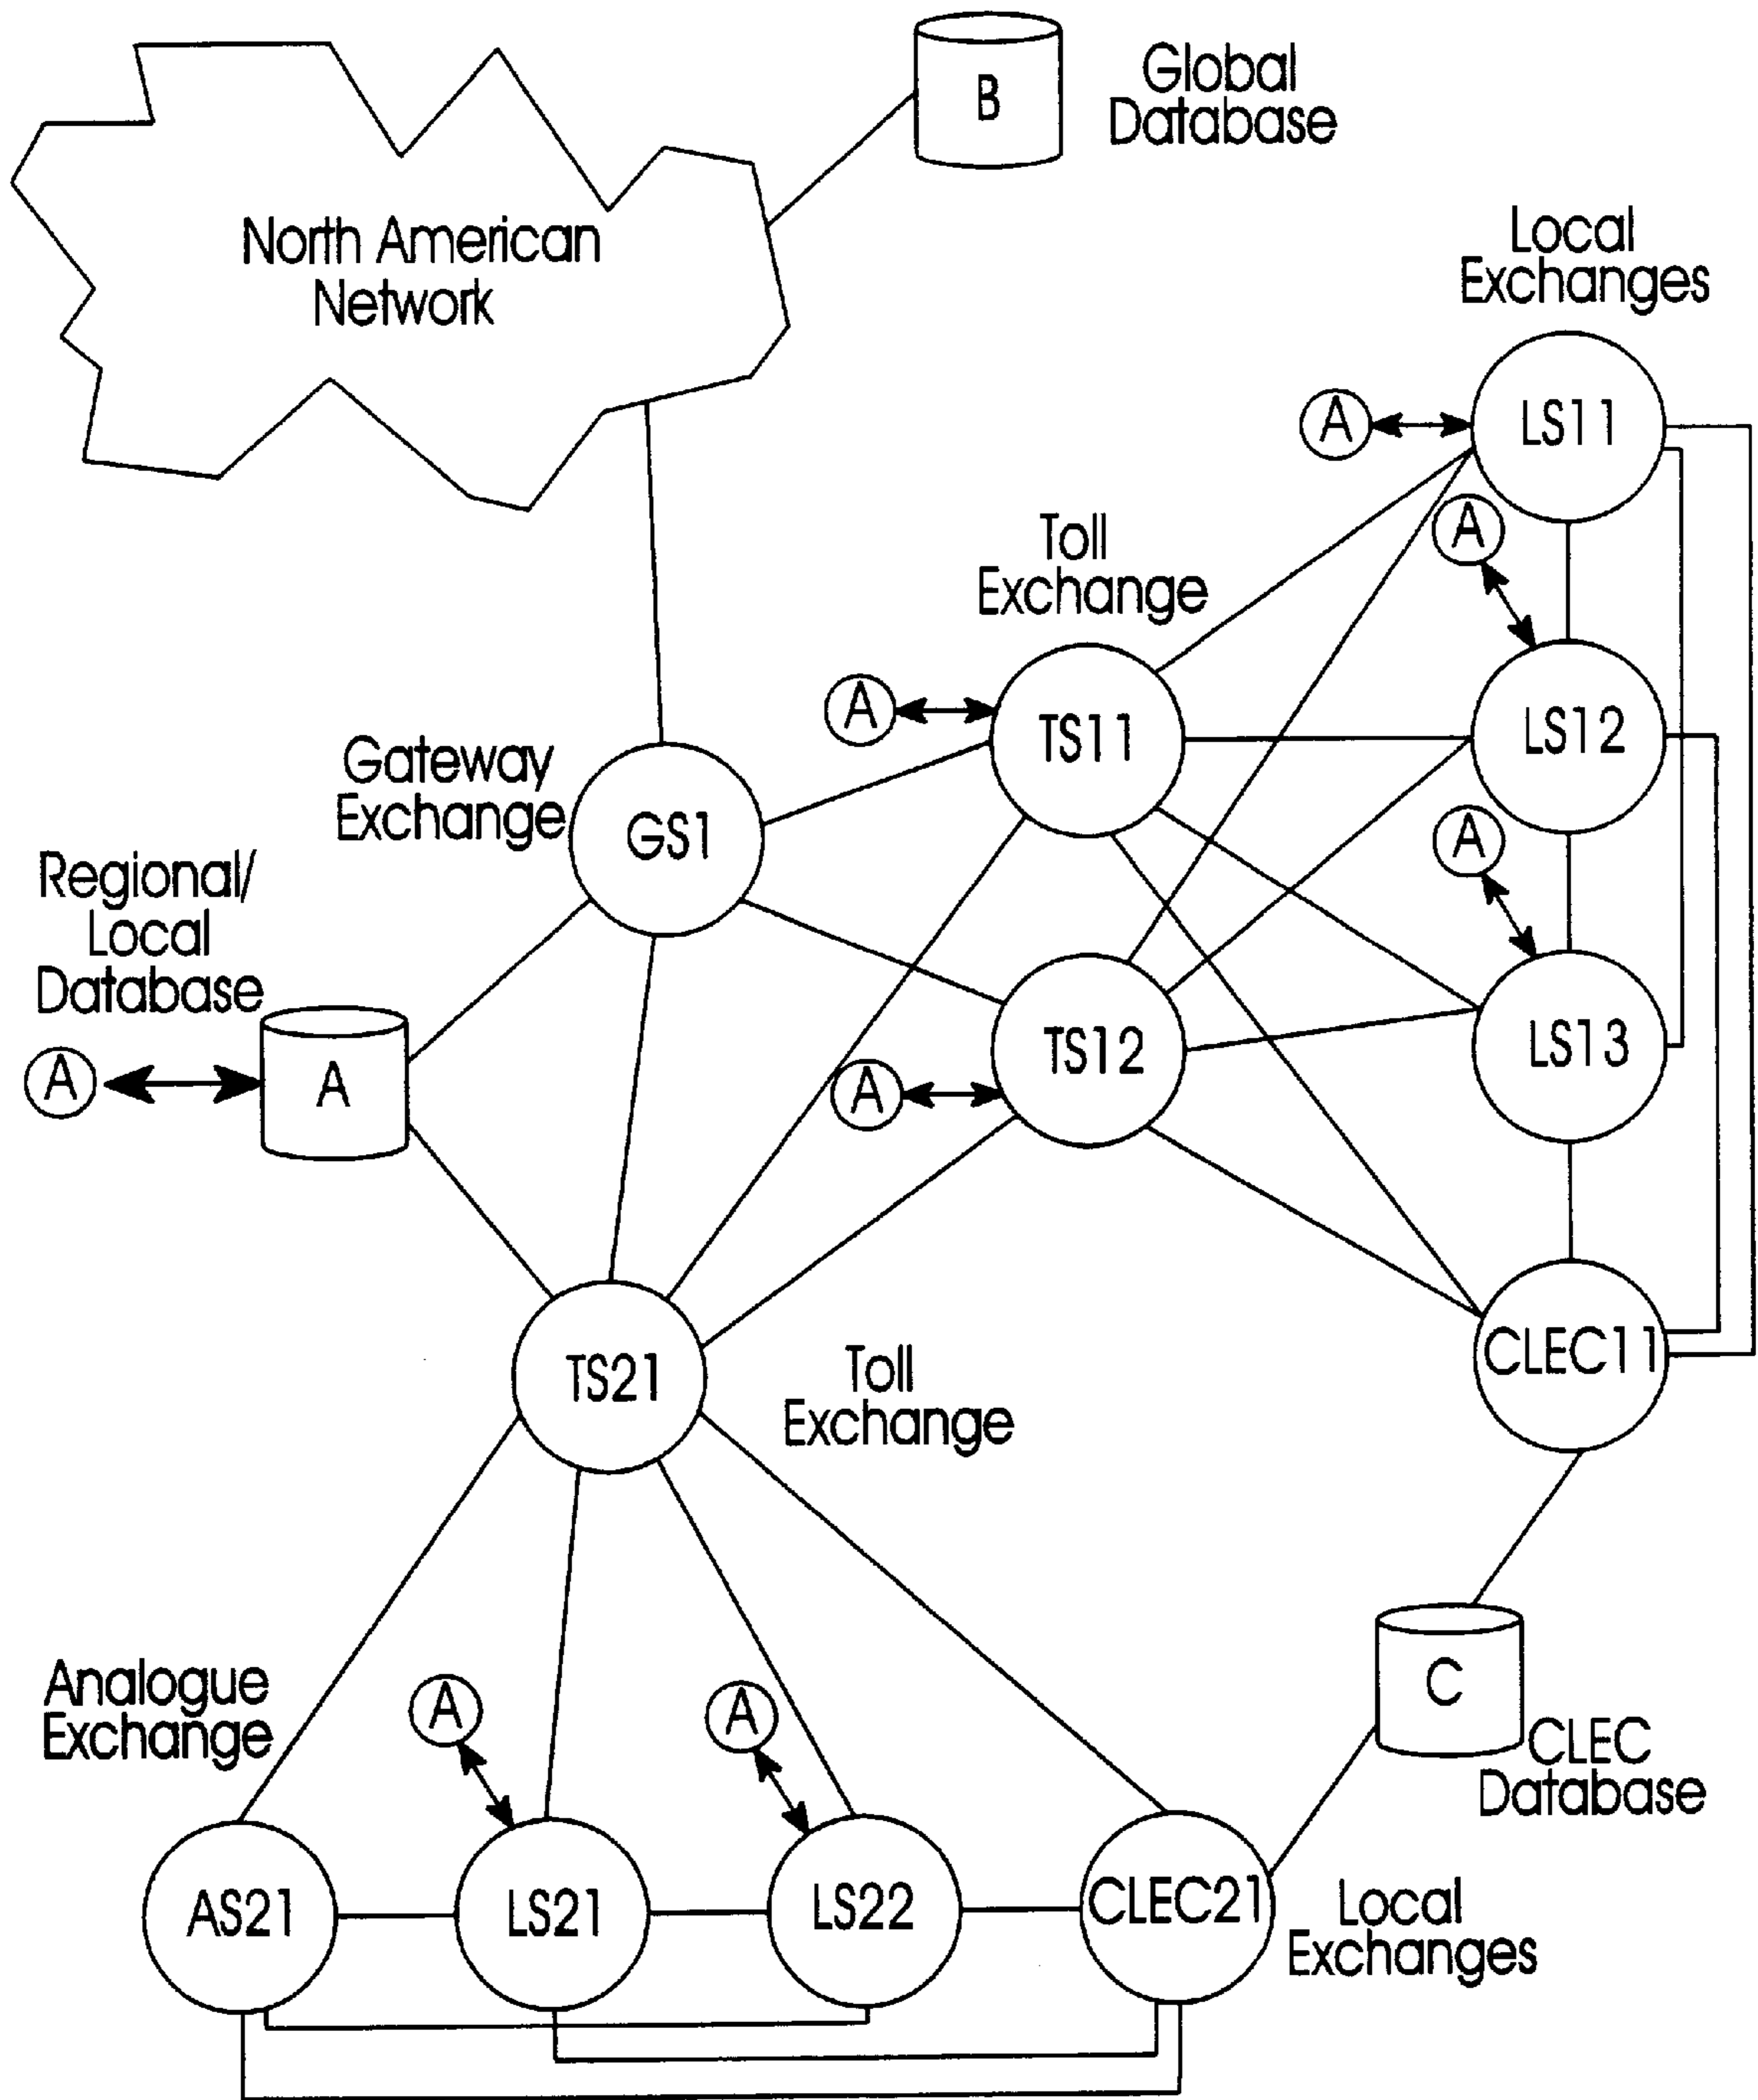 B
Global
Database
North American
Network
Local
Exchanges
A
LS11
A
Toll
Exchange
A
TS11
LS12
Gateway
Exchange
GS1
A
Regional/
Local
Database
A
A
TS12
A
LS13
TS21
Toll
Exchange
CLEC11
Analogue
Exchange
A
A
C
CLEC
Database
AS21
LS21
LS22
CLEC21
Local
Exchanges